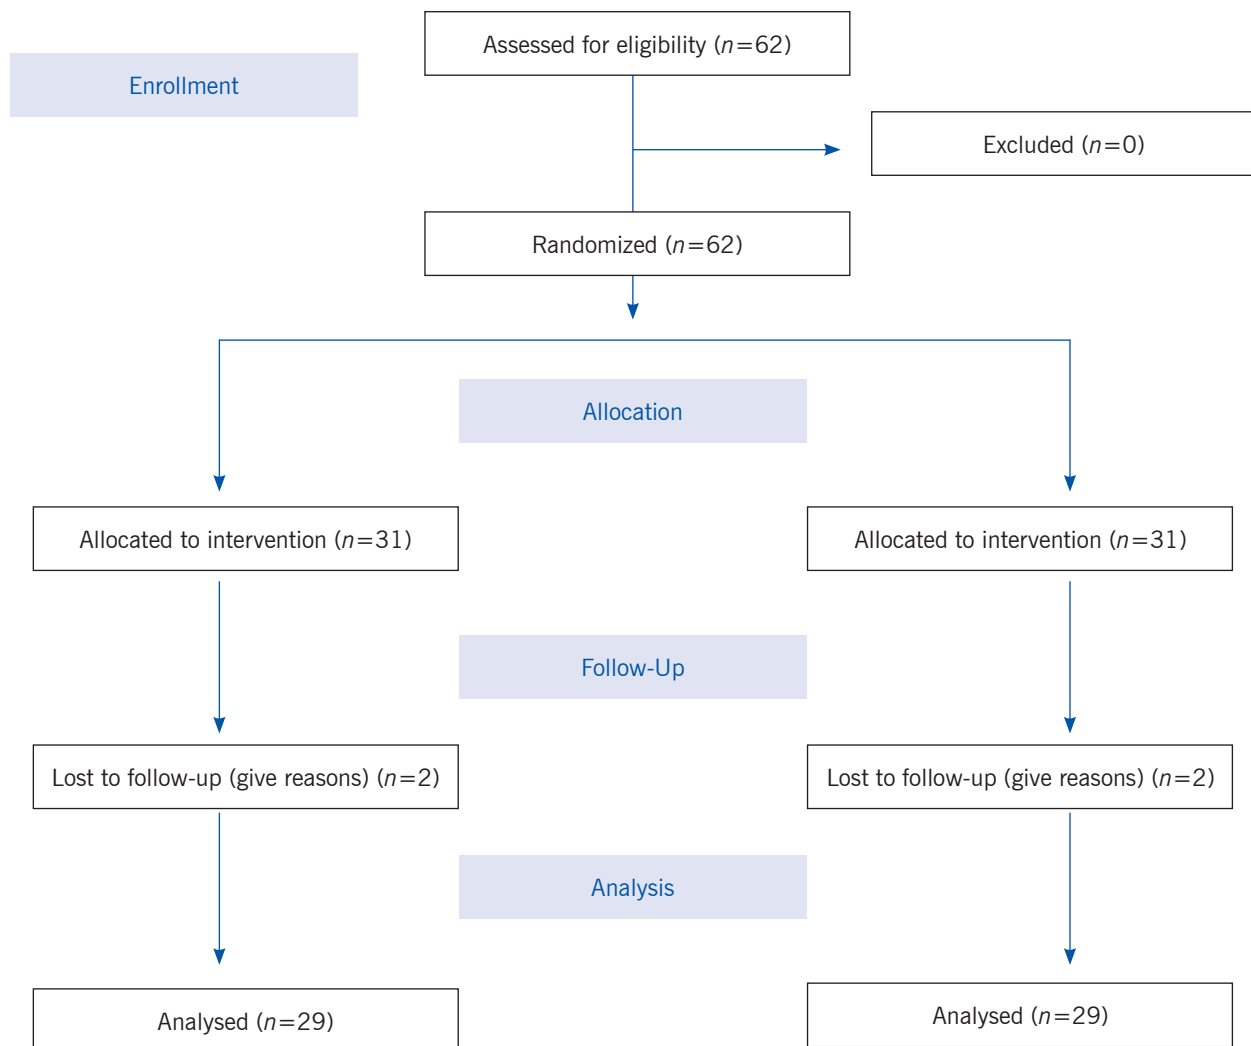 Assessed for eligibility (n=62)
Enrollment
Excluded (n=0)
Randomized (n=62)
Allocation
Allocated to intervention (n=31)
Allocated to intervention (n=31)
Follow-Up
Lost to follow-up (give reasons) (n=2)
Lost to follow-up (give reasons) (n=2)
Analysis
Analysed (n=29)
Analysed (n=29)